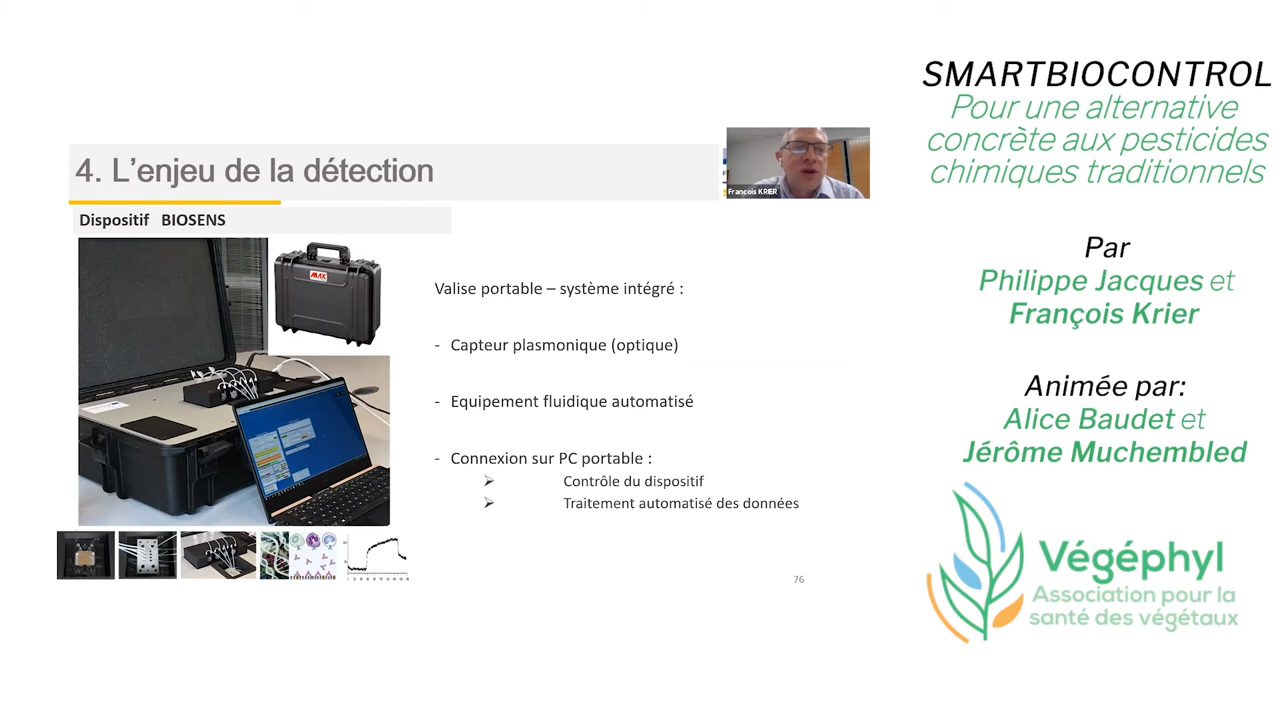 4. L'enjeu de la détection
François KRIER
Dispositif BIOSENS
MAX
Valise portable – système intégré :
- Capteur plasmonique (optique)
- Equipement fluidique automatisé
- Connexion sur PC portable :
Contrôle du dispositif
Traitement automatisé des données
76
SMARTBIOCONTROL
Pour une alternative
concrète aux pesticides
chimiques traditionnels
Par
Philippe Jacques et
François Krier
Animée par:
Alice Baudet et
Jérôme Muchembled
Végéphyl
Association pour la
santé des végétaux